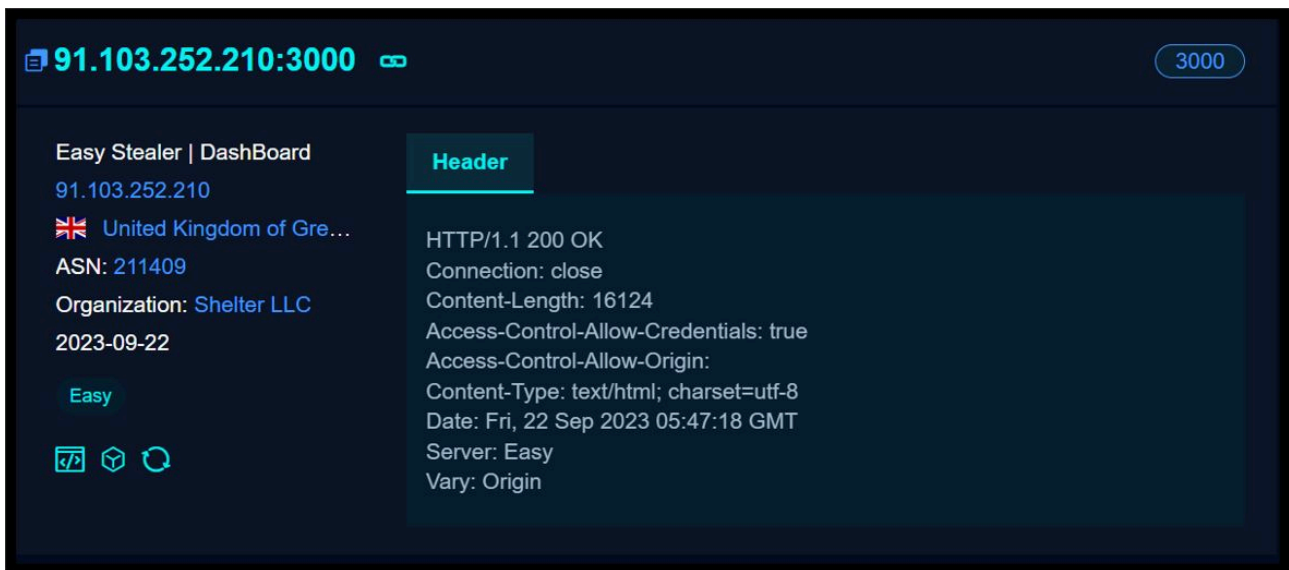 91.103.252.210:3000
3000
Easy Stealer | DashBoard
91.103.252.210
United Kingdom of Gre...
ASN: 211409
Organization: Shelter LLC
2023-09-22
Easy
Header
HTTP/1.1 200 OK
Connection: close
Content-Length: 16124
Access-Control-Allow-Credentials: true
Access-Control-Allow-Origin:
Content-Type: text/html; charset=utf-8
Date: Fri, 22 Sep 2023 05:47:18 GMT
Server: Easy
Vary: Origin